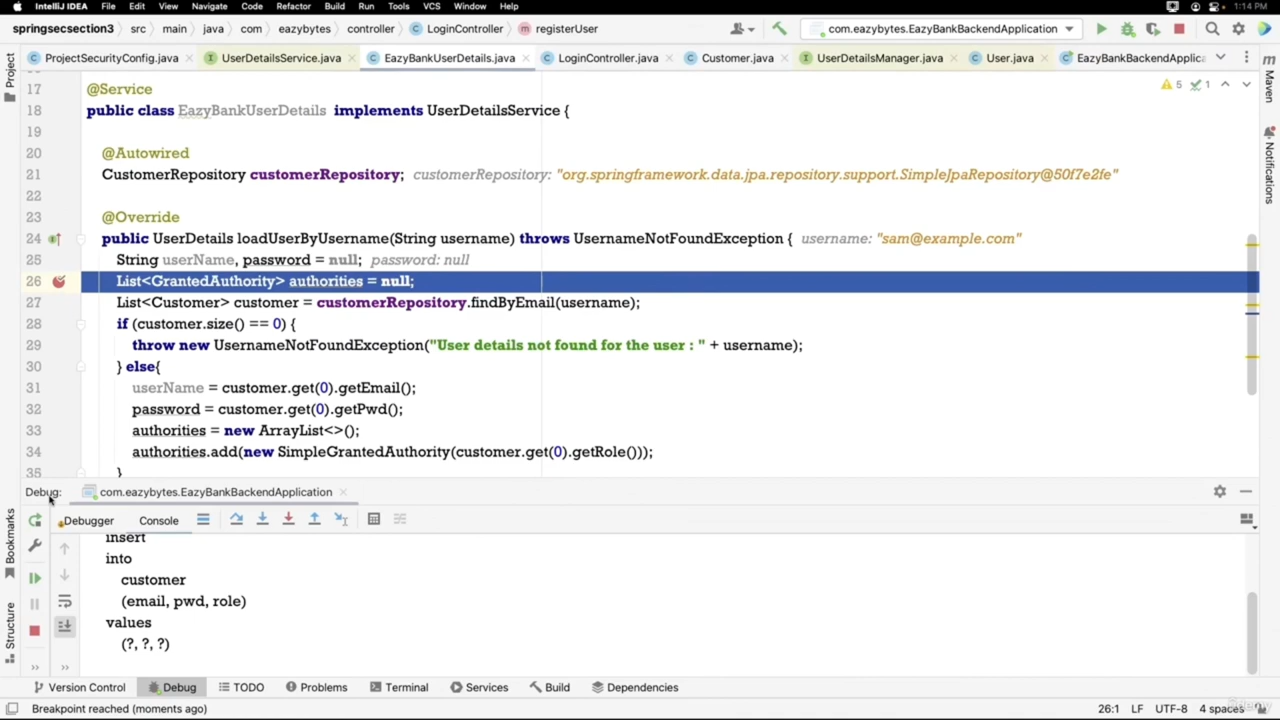 IntelliJ IDEA File Edit View Navigate Code Refactor Build Run Tools VCS Window Help 1:14 PM
springsecsection3 src main java com eazybytes controller LoginController registerUser com.eazybytes.EazyBankBackendApplication
ProjectSecurityConfig.java UserDetailsService.java EazyBankUserDetails.java LoginController.java Customer.java UserDetailsManager.java User.java EazyBankBackendApplica
Project
Maven
Notifications
Bookmarks
Structure
5 1
17 @Service
18 public class EazyBankUserDetails implements UserDetailsService {
19
20 @Autowired
21 CustomerRepository customerRepository; customerRepository: "org.springframework.data.jpa.repository.support.SimpleJpaRepository@50f7e2fe"
22
23 @Override
24 public UserDetails loadUserByUsername(String username) throws UsernameNotFoundException { username: "sam@example.com"
25 String userName, password = null; password: null
26 List<GrantedAuthority> authorities = null;
27 List<Customer> customer = customerRepository.findByEmail(username);
28 if (customer.size() == 0) {
29 throw new UsernameNotFoundException("User details not found for the user : " + username);
30 } else{
31 userName = customer.get(0).getEmail();
32 password = customer.get(0).getPwd();
33 authorities = new ArrayList<>();
34 authorities.add(new SimpleGrantedAuthority(customer.get(0).getRole()));
35 }
Debug: com.eazybytes.EazyBankBackendApplication
Debugger Console
insert
into
customer
(email, pwd, role)
values
(?, ?, ?)
Version Control Debug TODO Problems Terminal Services Build Dependencies
Breakpoint reached (moments ago) 26:1 LF UTF-8 4 spaces